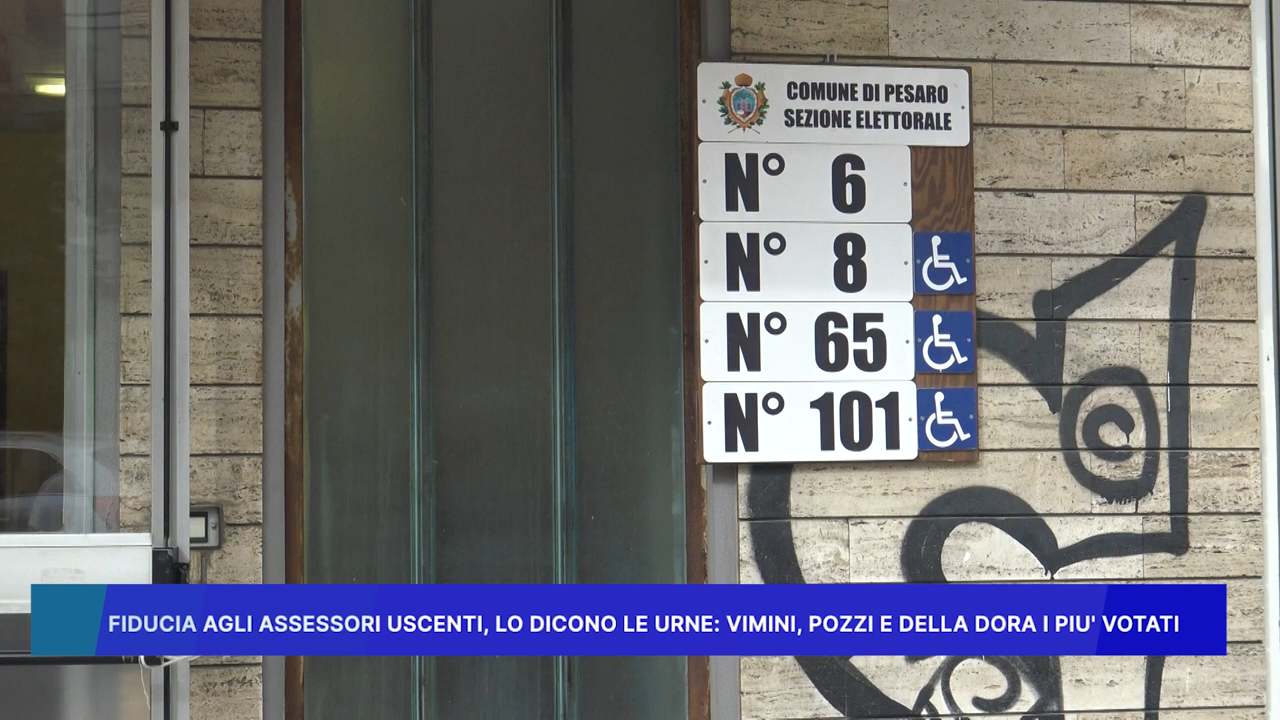 COMUNE DI PESARO
SEZIONE ELETTORALE
N° 6
N° 8
N° 65
N° 101
FIDUCIA AGLI ASSESSORI USCENTI, LO DICONO LE URNE: VIMINI, POZZI E DELLA DORA I PIU' VOTATI